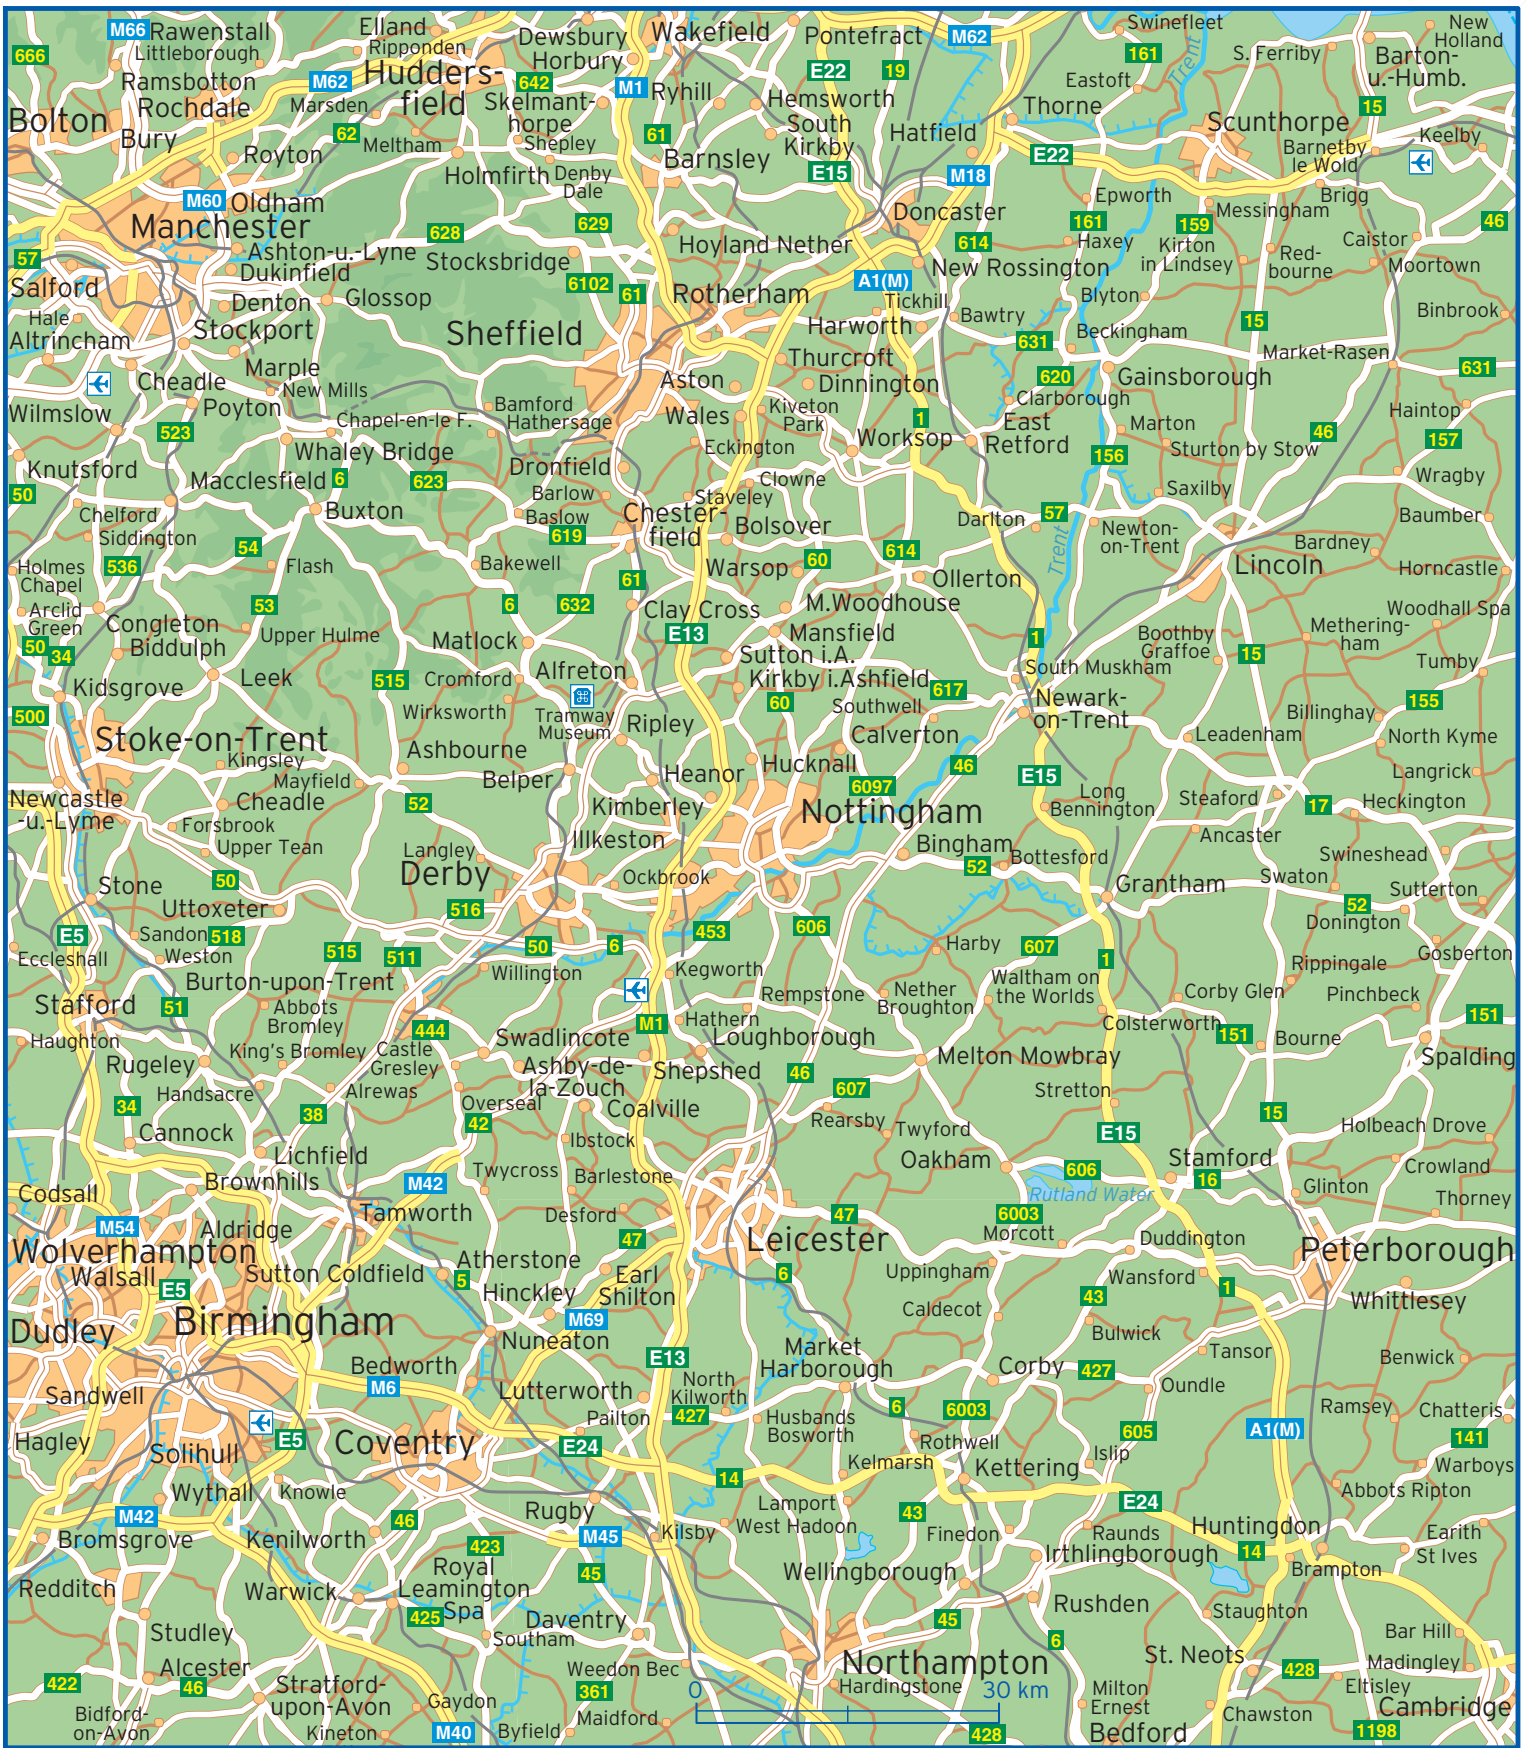 M66
Rawenstall
Elland
Dewsbury
Wakefield
Pontefract
M62
Swinefleet
New
Holland
666
Littleborough
Ripponden
Horbury
161
S. Ferriby
Barton-
u.-Humb.
Ramsbotton
M62
Hudders-
field
642
M1
Ryhill
E22
19
Eastoft
Trent
Rochdale
Marsden
Skelmant-
horpe
Hemsworth
Thorne
15
Bolton
Bury
62
Meltham
Shepley
61
South
Kirkby
Hatfield
Scunthorpe
Keelby
Royton
Barnsley
E22
Barnetby
le Wold
Holmfirth
Denby
Dale
E15
M18
Epworth
Brigg
M60
Oldham
Manchester
628
629
Doncaster
161
159
Messingham
46
57
Ashton-u.-Lyne
Stocksbridge
Hoyland Nether
614
Haxey
Kirton
in Lindsey
Red-
bourne
Caistor
Moortown
Dukinfield
Salford
Denton
Glossop
6102
61
Rotherham
A1(M)
New Rossington
Blyton
Hale
Altrincham
Stockport
Sheffield
Tickhill
Harworth
Bawtry
631
Beckingham
15
Binbrook
Marple
Thurcroft
Market-Rasen
631
Cheadle
New Mills
Aston
Dinnington
620
Gainsborough
Wilmslow
Poyton
Chapel-en-le F.
Bamford
Hathersage
Wales
Kiveton
Park
1
Clarborough
East
Retford
Marton
Haintop
523
Whaley Bridge
Eckington
Worksop
Sturton by Stow
46
157
Knutsford
Macclesfield
6
623
Dronfield
Clowne
156
Wragby
50
Barlow
Staveley
Saxilby
Chelford
Buxton
Baslow
Chester-
field
Bolsover
Darlton
57
Newton-
on-Trent
Baumber
Siddington
54
619
Bardney
Holmes
Chapel
536
Flash
Bakewell
Warsop
60
614
Trent
Lincoln
Horncastle
61
Ollerton
Arclid
Green
53
6
632
Clay Cross
M.Woodhouse
Woodhall Spa
Congleton
Upper Hulme
Matlock
E13
Mansfield
1
Boothby
Graffoe
Metheringham
50
34
Biddulph
Sutton i.A.
South Muskham
15
Tumby
Kidsgrove
Leek
515
Cromford
Alfreton
Kirkby i.Ashfield
617
Newark-
on-Trent
155
500
Wirksworth
Tramway
Museum
60
Southwell
Billinghay
Stoke-on-Trent
Ripley
Calverton
Leadenham
North Kyme
Kingsley
Ashbourne
Hucknall
46
Mayfield
Belper
Heanor
6097
E15
Langrick
Newcastle
-u.-Lyme
Cheadle
52
Kimberley
Nottingham
Long
Bennington
Steaford
17
Heckington
Forsbrook
Upper Tean
Langley
Illkeston
Bingham
Ancaster
Derby
52
Bottesford
Swineshead
Stone
50
Ockbrook
Grantham
Swaton
Sutterton
Uttoxeter
516
52
Donington
E5
Sandon
518
515
511
50
6
453
606
Gosberton
Eccleshall
Weston
Harby
607
1
Rippingale
Burton-upon-Trent
Willington
Kegworth
Waltham on
the Worlds
Stafford
51
Abbots
Bromley
Rempstone
Nether
Broughton
Corby Glen
Pinchbeck
444
M1
Hathern
Colsterworth
151
151
Haughton
King's Bromley
Castle
Gresley
Swadlincote
Loughborough
Bourne
Rugeley
Ashby-de-
la-Zouch
Shepshed
Melton Mowbray
Spalding
Handsacre
Alrewas
46
607
Stretton
34
38
Overseal
Coalville
Rearsby
15
42
E15
Holbeach Drove
Cannock
Ibstock
Twyford
Lichfield
Oakham
Stamford
Crowland
Codsall
Brownhills
M42
Twycross
Barlestone
606
16
Glinton
Rutland Water
Thorney
M54
Aldridge
Tamworth
Desford
47
6003
Wolverhampton
47
Leicester
Morcott
Duddington
Peterborough
Walsall
Sutton Coldfield
Atherstone
E5
5
Earl
Shilton
6
Uppingham
Wansford
1
Birmingham
Hinckley
43
Whittlesey
Dudley
M69
Caldecot
Nuneaton
Market
Harborough
Bulwick
E13
Tansor
Benwick
Bedworth
Corby
427
Sandwell
M6
Lutterworth
North
Kilworth
Oundle
427
6
6003
Ramsey
Chatteris
Hagley
Pailton
Husbands
Bosworth
605
A1(M)
E5
Coventry
E24
Rothwell
141
Solihull
Kelmarsh
Islip
Kettering
Warboys
14
Wythall
Knowle
E24
Abbots Ripton
Lamport
M42
46
Rugby
West Hadoon
43
Huntingdon
Earith
M45
Kilsby
Finedon
Raunds
Bromsgrove
Kenilworth
423
Irthlingborough
14
St Ives
Royal
Leamington
Spa
Wellingborough
Brampton
Redditch
Warwick
45
45
Rushden
Staughton
425
Daventry
Southam
6
Bar Hill
Studley
Northampton
St. Neots
Alcester
Weedon Bec
428
Madingley
422
46
Stratford-
upon-Avon
361
0
Hardingstone
30 km
Milton
Ernest
Eltisley
Cambridge
Bidford-
on-Avon
Gaydon
Maidford
Chawston
Kineton
M40
Byfield
428
Bedford
1198